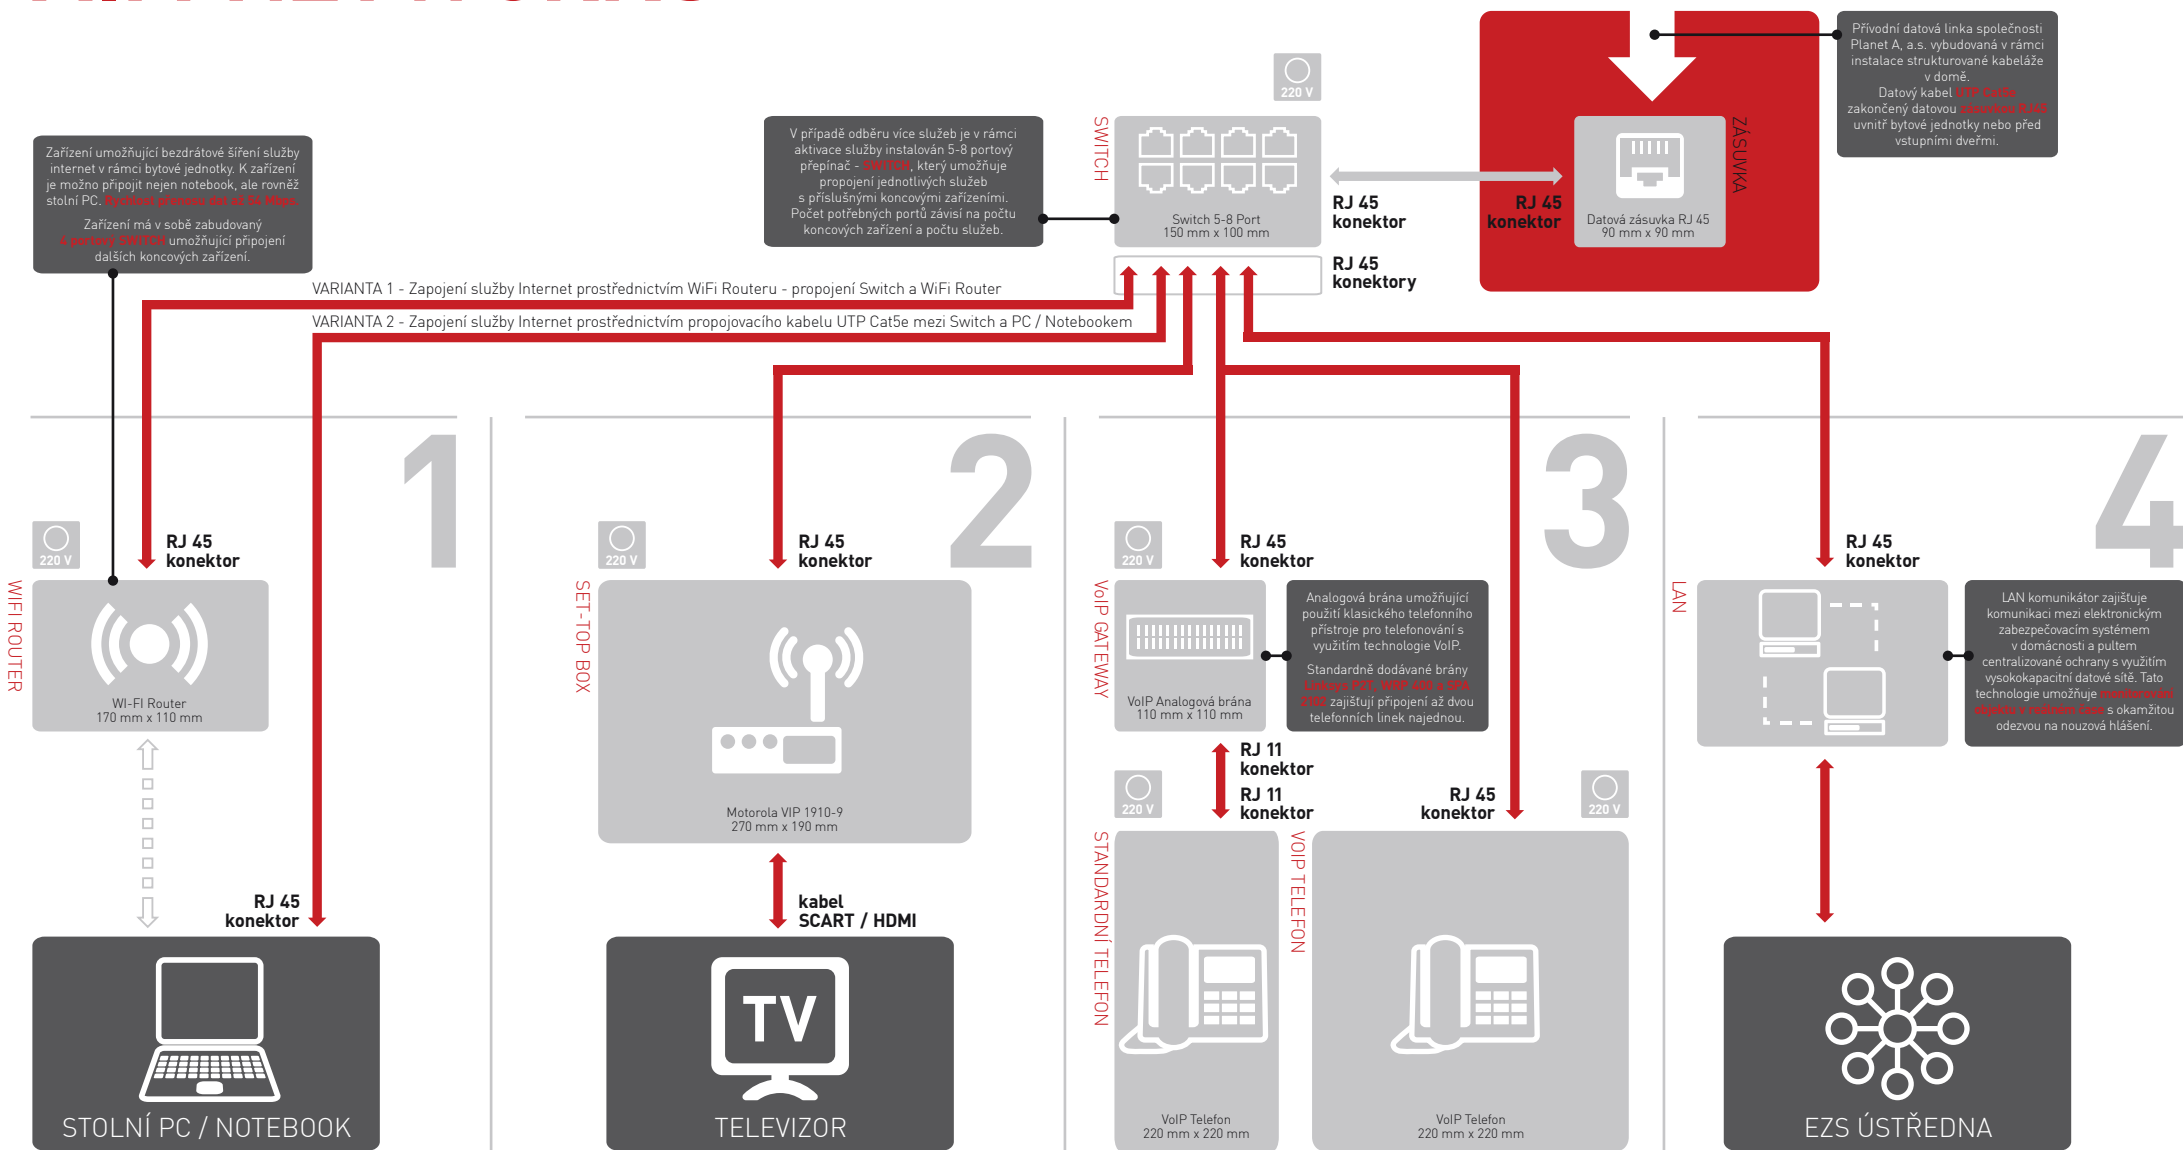 Přívodní datová linka společnosti
Planet A, a.s. vybudovaná v rámci
instalace strukturované kabeláže
v domě.
Datový kabel UTP Cat5e
zakončený datovou zásuvkou RJ45
uvnitř bytové jednotky nebo před
vstupními dveřmi.
220 V
V případě odběru více služeb je v rámci
aktivace služby instalován 5-8 portový
přepínač - SWITCH, který umožňuje
propojení jednotlivých služeb
s příslušnými koncovými zařízeními.
Počet potřebných portů závisí na počtu
koncových zařízení a počtu služeb.
SWITCH
Switch 5-8 Port
150 mm x 100 mm
RJ 45
konektor
RJ 45
konektor
ZÁSUVKA
Datová zásuvka RJ 45
90 mm x 90 mm
RJ 45
konektory
Zařízení umožňující bezdrátové šíření služby
internet v rámci bytové jednotky. K zařízení
je možno připojit nejen notebook, ale rovněž
stolní PC. Rychlost přenosu dat až 54 Mbps.
Zařízení má v sobě zabudovaný
4 portový SWITCH umožňující připojení
dalších koncových zařízení.
VARIANTA 1 - Zapojení služby Internet prostřednictvím WiFi Routeru - propojení Switch a WiFi Router
VARIANTA 2 - Zapojení služby Internet prostřednictvím propojovacího kabelu UTP Cat5e mezi Switch a PC / Notebookem
1
220 V
RJ 45
konektor
WIFI ROUTER
WI-FI Router
170 mm x 110 mm
RJ 45
konektor
STOLNÍ PC / NOTEBOOK
2
220 V
RJ 45
konektor
SET-TOP BOX
Motorola VIP 1910-9
270 mm x 190 mm
kabel
SCART / HDMI
TV
TELEVIZOR
3
220 V
RJ 45
konektor
VoIP GATEWAY
VoIP Analogová brána
110 mm x 110 mm
Analogová brána umožňující
použití klasického telefonního
přístroje pro telefonování s
využitím technologie VoIP.
Standardně dodávané brány
Linksys P2T, WRP 400 a SPA
2102 zajišťují připojení až dvou
telefonních linek najednou.
RJ 11
konektor
RJ 11
konektor
220 V
RJ 45
konektor
220 V
STANDARDNÍ TELEFON
VoIP Telefon
220 mm x 220 mm
VOIP TELEFON
VoIP Telefon
220 mm x 220 mm
4
RJ 45
konektor
LAN
LAN komunikátor zajišťuje
komunikaci mezi elektronickým
zabezpečovacím systémem
v domácnosti a pultem
centralizované ochrany s využitím
vysokokapacitní datové sítě. Tato
technologie umožňuje monitorování
objektu v reálném čase s okamžitou
odezvou na nouzová hlášení.
EZS ÚSTŘEDNA